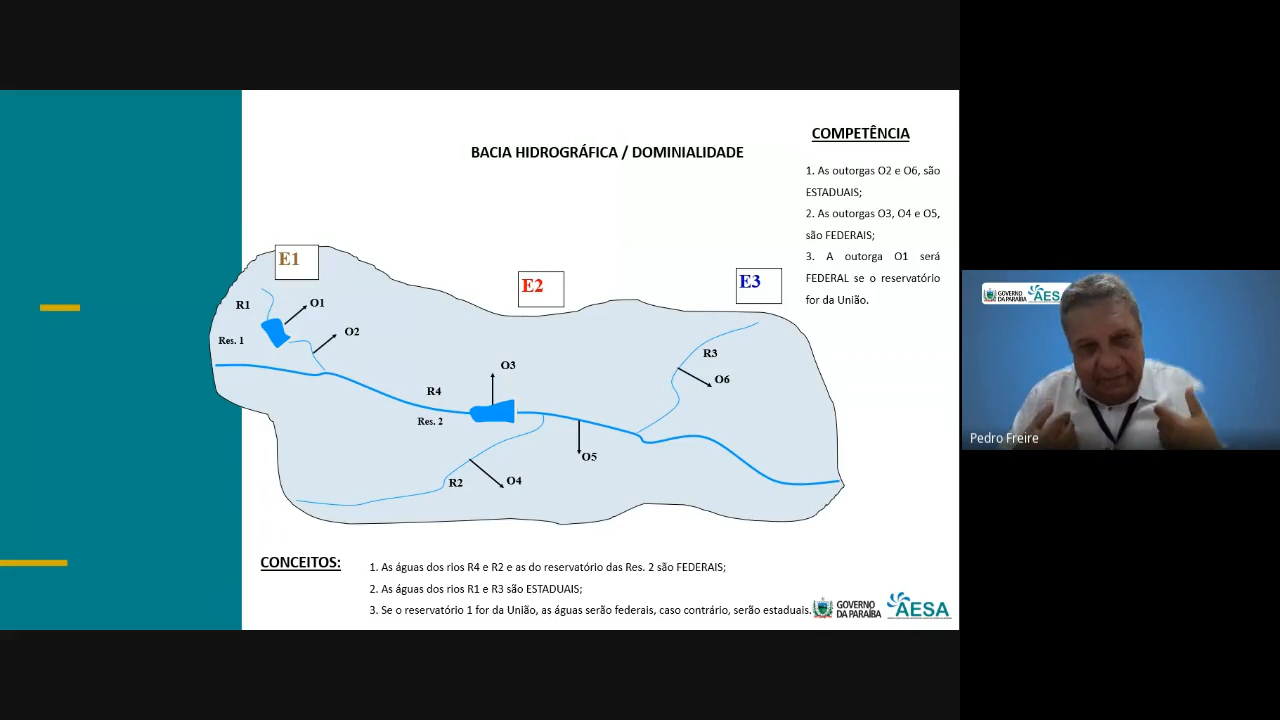 BACIA HIDROGRÁFICA / DOMINIALIDADE
COMPETÊNCIA
1. As outorgas O2 e O6, são
ESTADUAIS;
2. As outorgas O3, O4 e O5,
são FEDERAIS;
3. A outorga O1 será
FEDERAL se o reservatório
for da União.
E1
E2
E3
R1
O1
Res. 1
O2
R3
O6
O3
R4
Res. 2
O5
R2
O4
CONCEITOS:
1. As águas dos rios R4 e R2 e as do reservatório das Res. 2 são FEDERAIS;
2. As águas dos rios R1 e R3 são ESTADUAIS;
3. Se o reservatório 1 for da União, as águas serão federais, caso contrário, serão estaduais.
GOVERNO
DA PARAÍBA
AESA
GOVERNO
DA PARAÍBA
AES
Pedro Freire